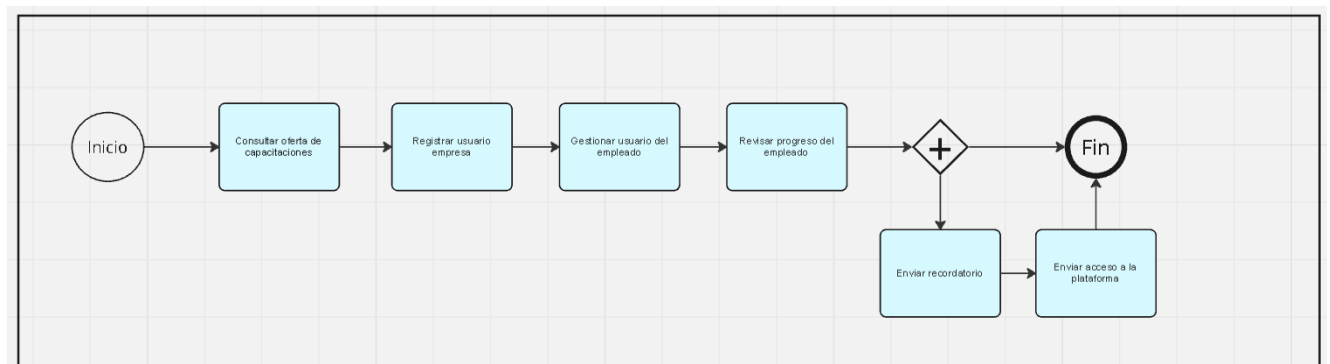 Inicio
Consultar oferta de
capacitaciones
Registrar usuario
empresa
Gestionar usuario del
empleado
Revisar progreso del
empleado
Fin
Enviar recordatorio
Enviar acceso a la
plataforma